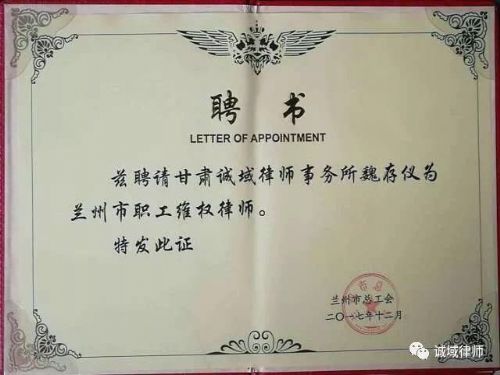 聘书
LETTER OF APPOINTMENT
兹聘请甘肃诚域律师事务所魏存仪为
兰州市职工维权律师。
特发此证
兰州市总工会
二〇一七年十二月
诚域律师